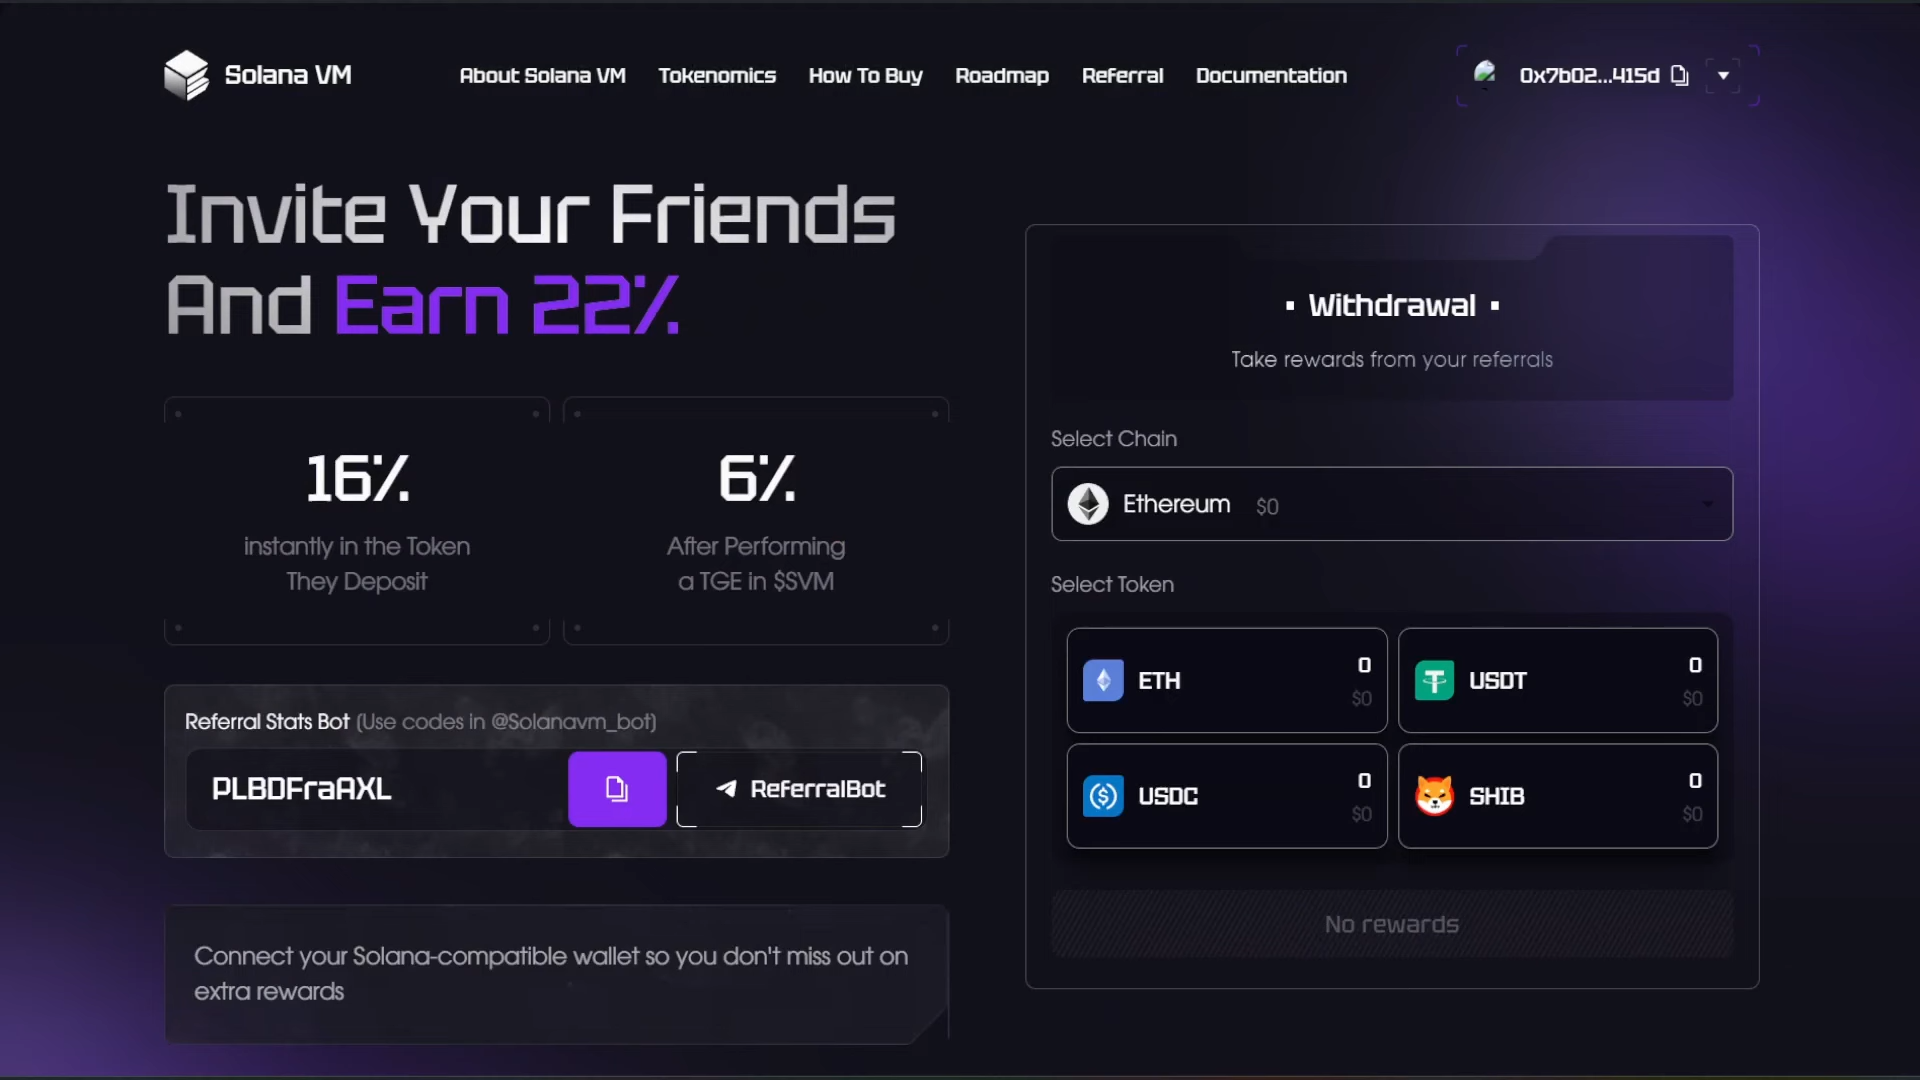 Solana VM
About Solana VM
Tokenomics
How To Buy
Roadmap
Referral
Documentation
0x7b02...415d
Invite Your Friends
And Earn 22%
16%
instantly in the Token
They Deposit
6%
After Performing
a TGE in $SVM
Referral Stats Bot (Use codes in @Solanavm_bot)
PLBDFraAXL
ReferralBot
Connect your Solana-compatible wallet so you don't miss out on
extra rewards
Withdrawal
Take rewards from your referrals
Select Chain
Ethereum $0
Select Token
ETH 0
$0
USDT 0
$0
USDC 0
$0
SHIB 0
$0
No rewards